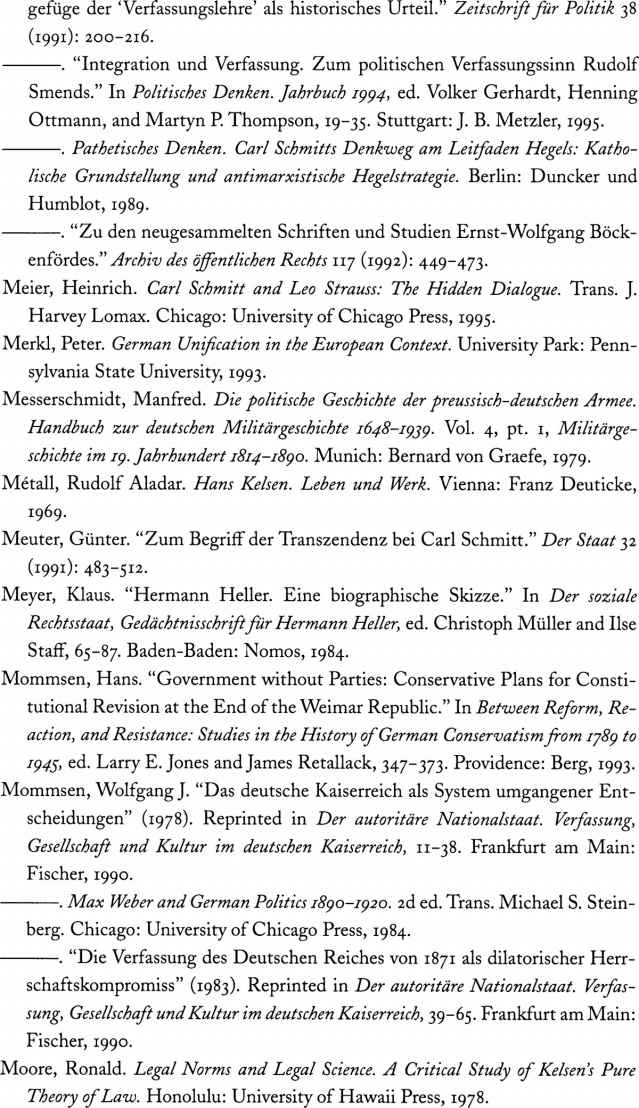 gefüge der ‘Verfassungslehre’ als historisches Urteil.” Zeitschrift für Politik 38
(1991): 200–216.
———. “Integration und Verfassung. Zum politischen Verfassungssinn Rudolf
Smends.” In Politisches Denken. Jahrbuch 1994, ed. Volker Gerhardt, Henning
Ottmann, and Martyn P. Thompson, 19–35. Stuttgart: J. B. Metzler, 1995.
———. Pathetisches Denken. Carl Schmitts Denkweg am Leitfaden Hegels: Katho-
lische Grundstellung und antimarxistische Hegelstrategie. Berlin: Duncker und
Humblot, 1989.
———. “Zu den neugesammelten Schriften und Studien Ernst-Wolfgang Böck-
enfördes.” Archiv des öffentlichen Rechts 117 (1992): 449–473.
Meier, Heinrich. Carl Schmitt and Leo Strauss: The Hidden Dialogue. Trans. J.
Harvey Lomax. Chicago: University of Chicago Press, 1995.
Merkl, Peter. German Unification in the European Context. University Park: Penn-
sylvania State University, 1993.
Messerschmidt, Manfred. Die politische Geschichte der preussisch-deutschen Armee.
Handbuch zur deutschen Militärgeschichte 1648–1939. Vol. 4, pt. 1, Militärge-
schichte im 19. Jahrhundert 1814–1890. Munich: Bernard von Graefe, 1979.
Métall, Rudolf Aladar. Hans Kelsen. Leben und Werk. Vienna: Franz Deuticke,
1969.
Meuter, Günter. “Zum Begriff der Transzendenz bei Carl Schmitt.” Der Staat 32
(1991): 483–512.
Meyer, Klaus. “Hermann Heller. Eine biographische Skizze.” In Der soziale
Rechtsstaat, Gedächtnisschrift für Hermann Heller, ed. Christoph Müller and Ilse
Staff, 65–87. Baden-Baden: Nomos, 1984.
Mommsen, Hans. “Government without Parties: Conservative Plans for Consti-
tutional Revision at the End of the Weimar Republic.” In Between Reform, Re-
action, and Resistance: Studies in the History of German Conservatism from 1789 to
1945, ed. Larry E. Jones and James Retallack, 347–373. Providence: Berg, 1993.
Mommsen, Wolfgang J. “Das deutsche Kaiserreich als System umgangener Ent-
scheidungen” (1978). Reprinted in Der autoritäre Nationalstaat. Verfassung,
Gesellschaft und Kultur im deutschen Kaiserreich, 11–38. Frankfurt am Main:
Fischer, 1990.
———. Max Weber and German Politics 1890–1920. 2d ed. Trans. Michael S. Stein-
berg. Chicago: University of Chicago Press, 1984.
———. “Die Verfassung des Deutschen Reiches von 1871 als dilatorischer Herr-
schaftskompromiss” (1983). Reprinted in Der autoritäre Nationalstaat. Verfas-
sung, Gesellschaft und Kultur im deutschen Kaiserreich, 39–65. Frankfurt am Main:
Fischer, 1990.
Moore, Ronald. Legal Norms and Legal Science. A Critical Study of Kelsen’s Pure
Theory of Law. Honolulu: University of Hawaii Press, 1978.